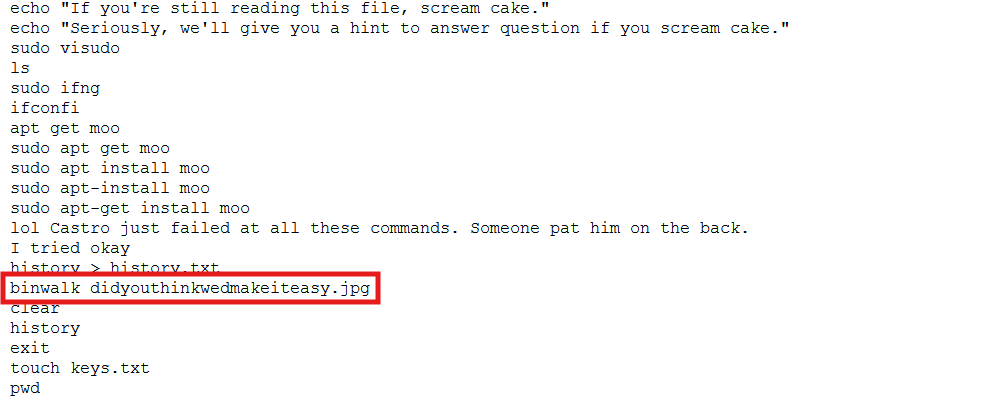 echo "If you're still reading this file, scream cake."
echo "Seriously, we'll give you a hint to answer question if you scream cake."
sudo visudo
ls
sudo ifng
ifconfi
apt get moo
sudo apt get moo
sudo apt install moo
sudo apt-install moo
sudo apt-get install moo
lol Castro just failed at all these commands. Someone pat him on the back.
I tried okay
history > history.txt
binwalk didyouthinkwedmakeiteasy.jpg
clear
history
exit
touch keys.txt
pwd